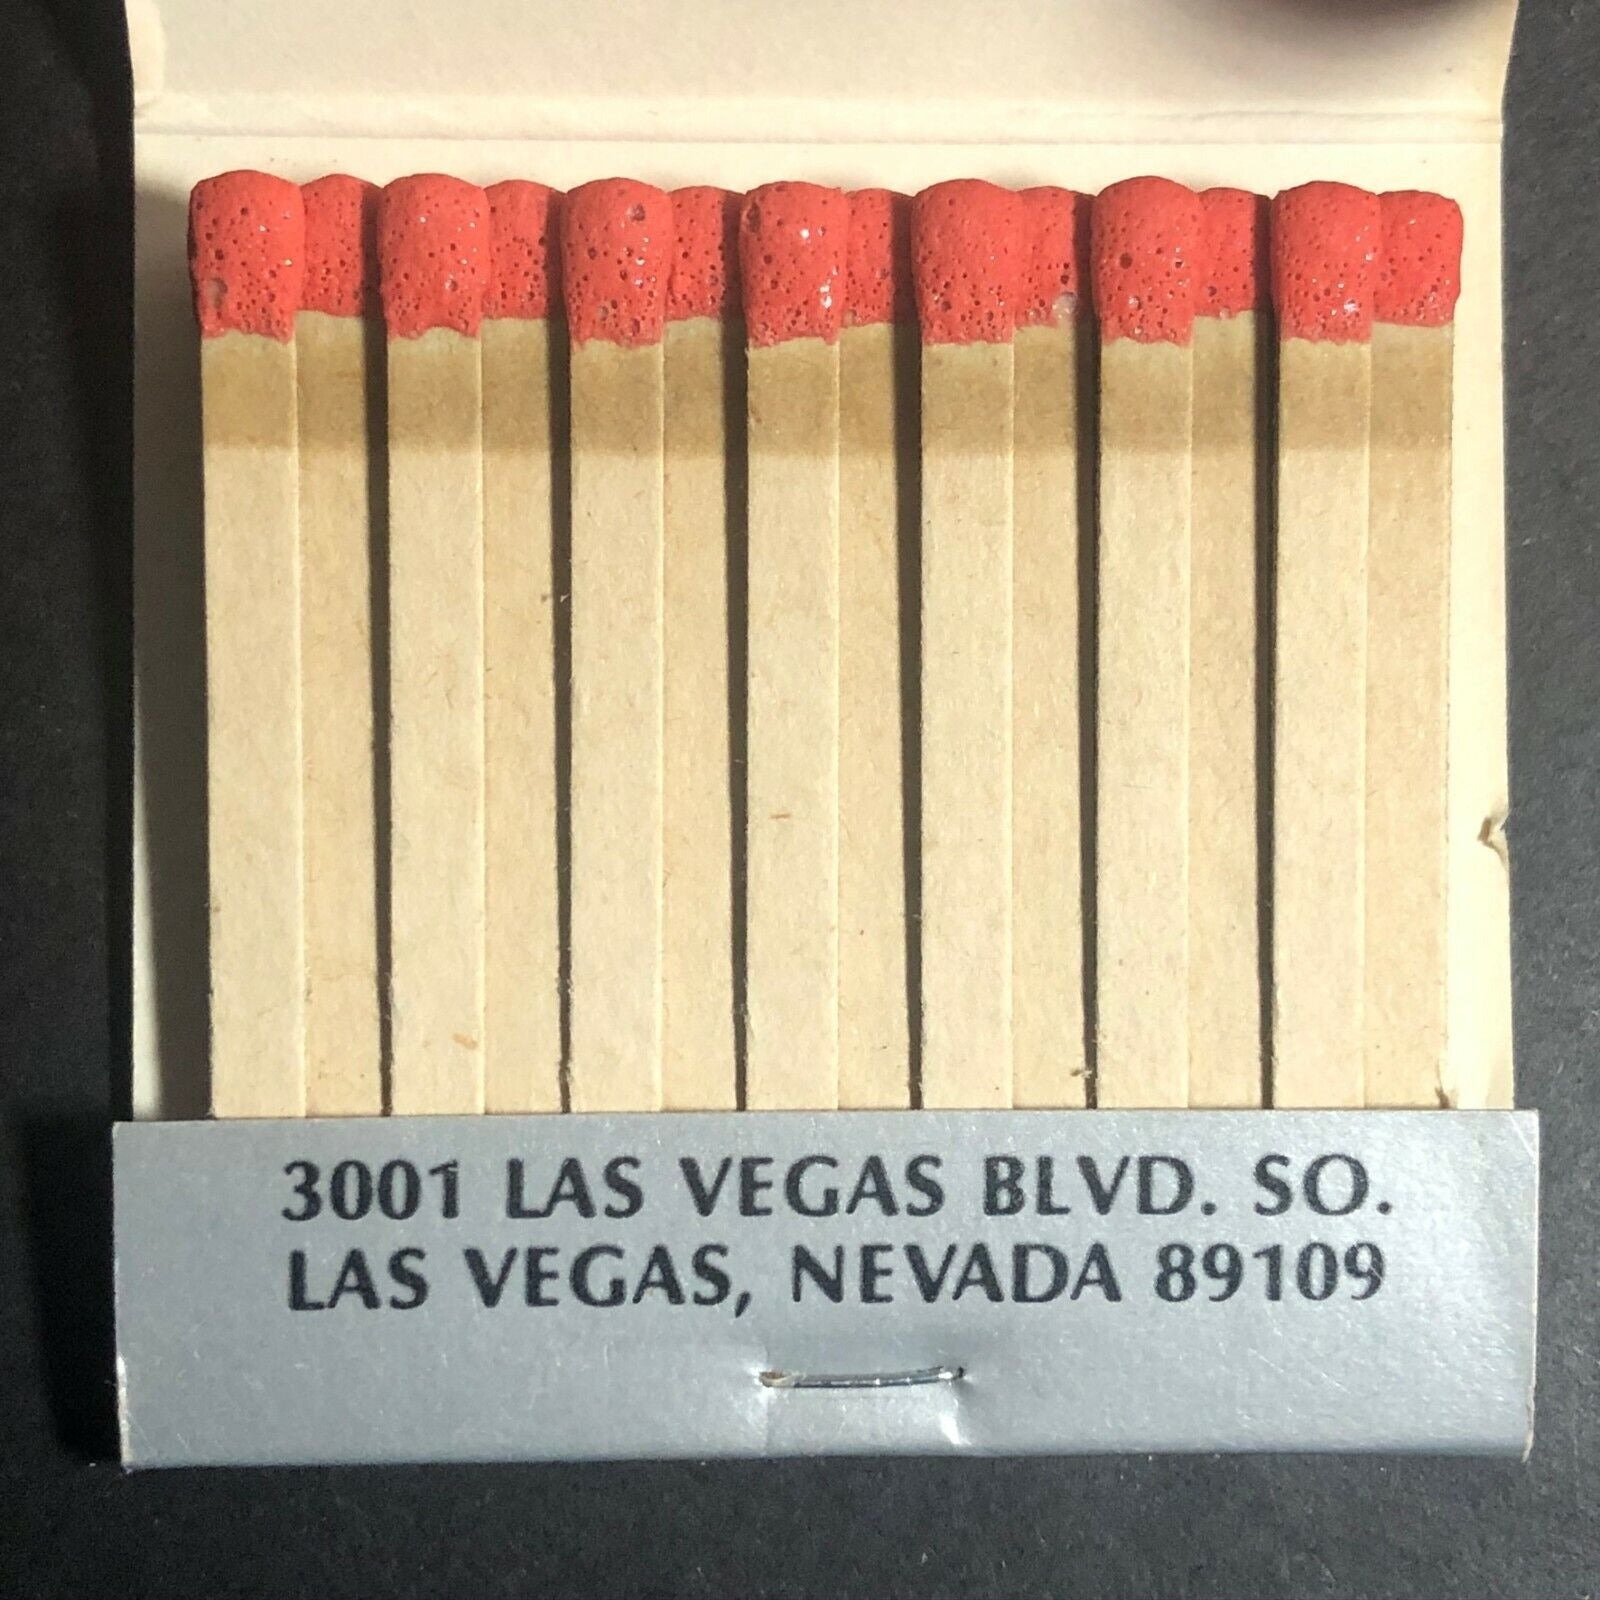 3001 LAS VEGAS BLVD. SO.
LAS VEGAS, NEVADA 89109